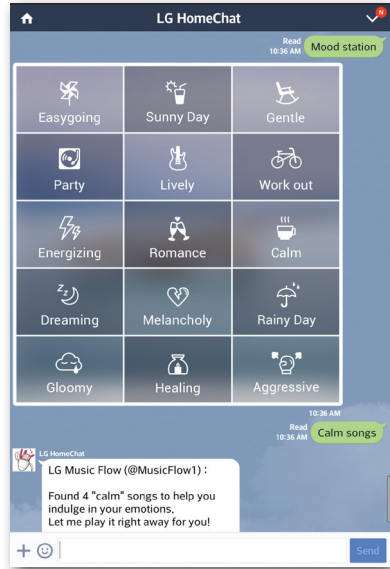 LG HomeChat
N
Read
10:36 AM
Mood station
Easygoing
Sunny Day
Gentle
Party
Lively
Work out
Energizing
Romance
Calm
Z Z Z
Dreaming
Melancholy
Rainy Day
Gloomy
Healing
Aggressive
10:36 AM
Read
10:36 AM
Calm songs
LG HomeChat
LG Music Flow (@MusicFlow1) :
Found 4 "calm" songs to help you
indulge in your emotions.
Let me play it right away for you!
Send